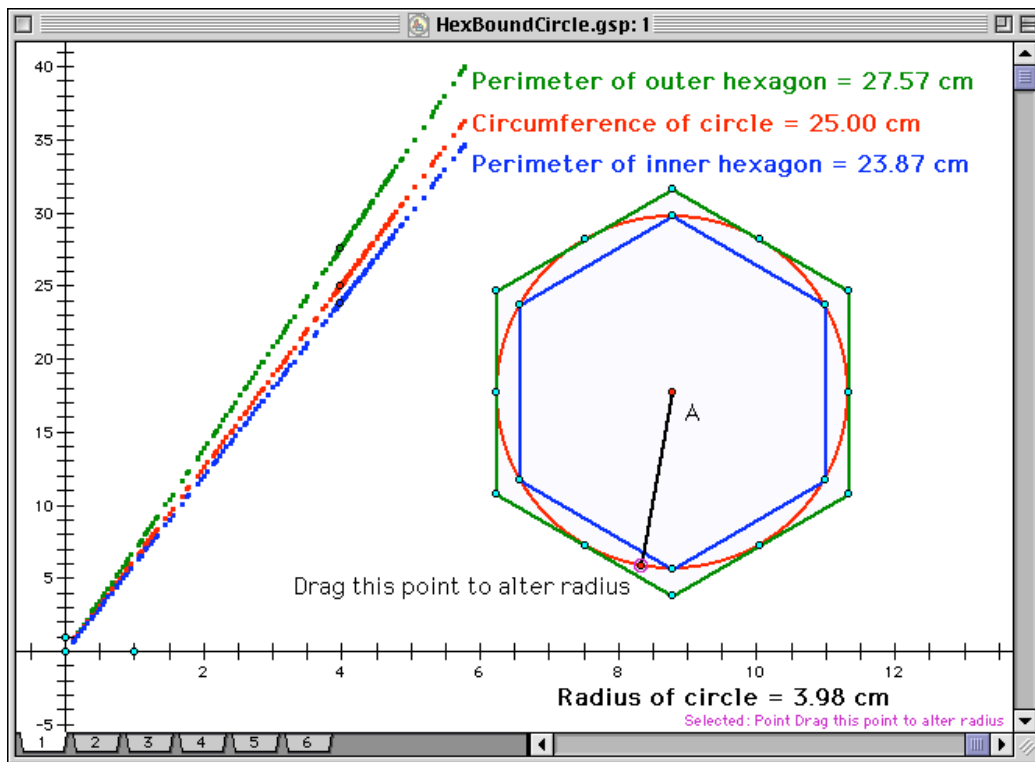 HexBoundCircle.gsp: 1
40
Perimeter of outer hexagon = 27.57 cm
Circumference of circle = 25.00 cm
35
Perimeter of inner hexagon = 23.87 cm
30
25
20
15
A
10
5
Drag this point to alter radius
2 4 6 8 10 12
Radius of circle = 3.98 cm
Selected: Point Drag this point to alter radius
-5
1 2 3 4 5 6